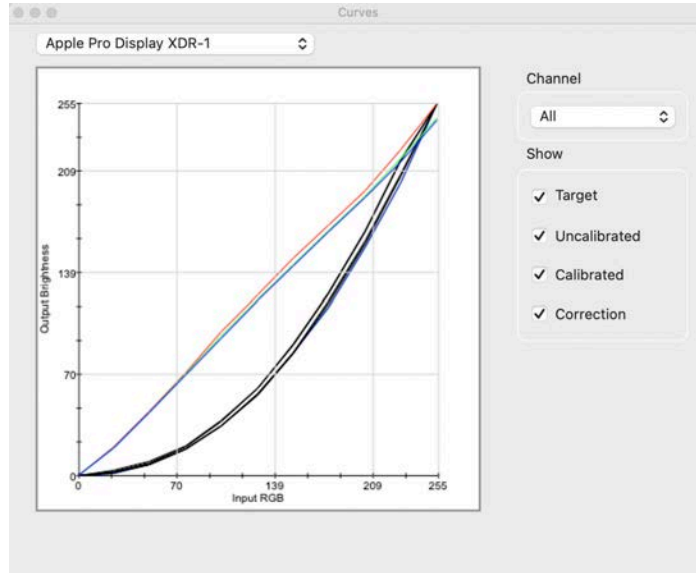 Curves
Apple Pro Display XDR-1
Channel
All
Show
Target
Uncalibrated
Calibrated
Correction
255
209
139
70
0
Output Brightness
0 70 139 209 255
Input RGB